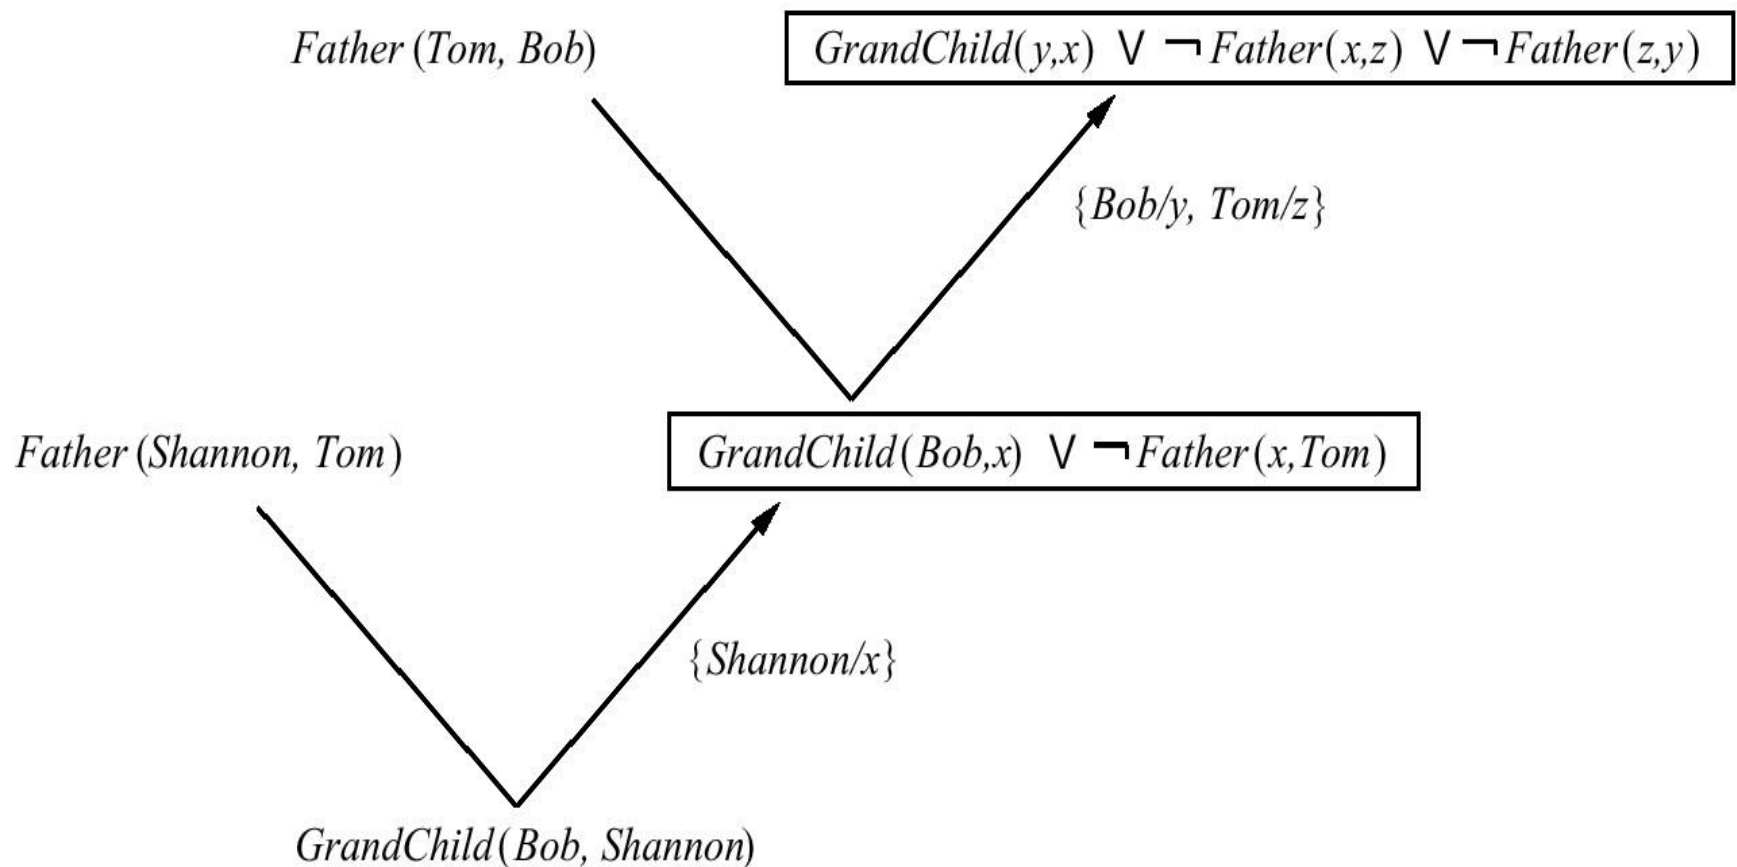 Father (Tom, Bob)
GrandChild(y,x) ∨ ¬ Father(x,z) ∨ ¬ Father(z,y)
{Bob/y, Tom/z}
Father (Shannon, Tom)
GrandChild(Bob,x) ∨ ¬ Father(x,Tom)
{Shannon/x}
GrandChild(Bob, Shannon)